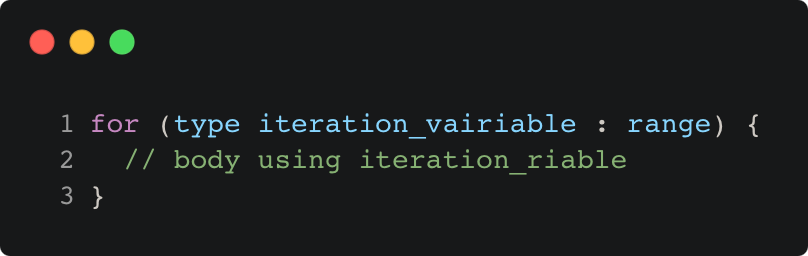 1 for (type iteration_vairiable : range) {
2 // body using iteration_riable
3 }